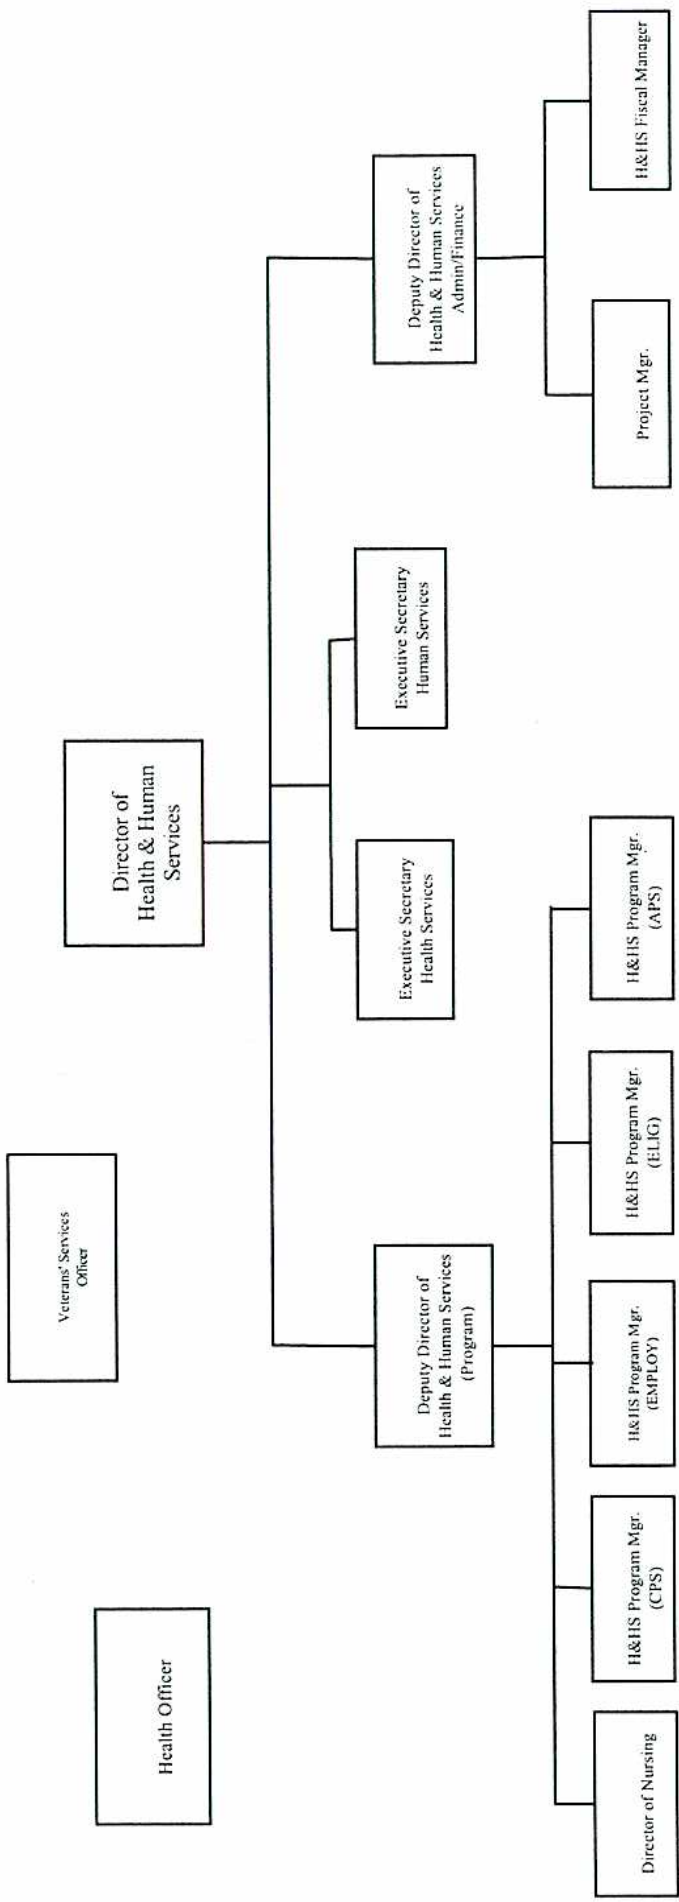 Veterans' Services
Officer
Health Officer
Director of
Health & Human
Services
Deputy Director of
Health & Human Services
(Program)
Executive Secretary
Health Services
Executive Secretary
Human Services
Deputy Director of
Health & Human Services
Admin/Finance
Director of Nursing
H&HS Program Mgr.
(CPS)
H&HS Program Mgr.
(EMPLOY)
H&HS Program Mgr.
(ELIG)
H&HS Program Mgr.
(APS)
Project Mgr.
H&HS Fiscal Manager